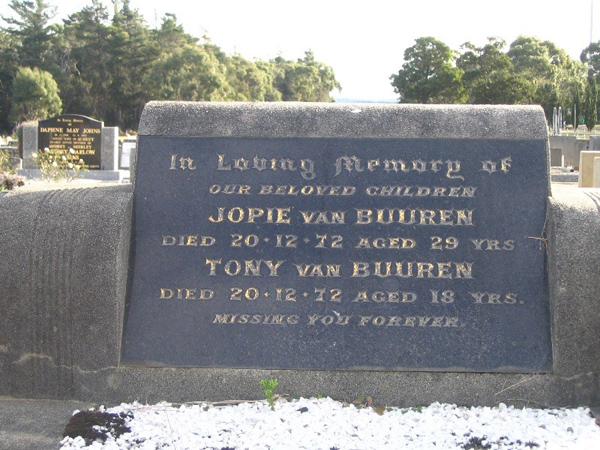 In Loving Memory of
OUR BELOVED CHILDREN
JOPIE VAN BUUREN
DIED 20·12·72 AGED 29 YRS
TONY VAN BUUREN
DIED 20·12·72 AGED 18 YRS.
MISSING YOU FOREVER.
DAPHNE MAY JOHNS